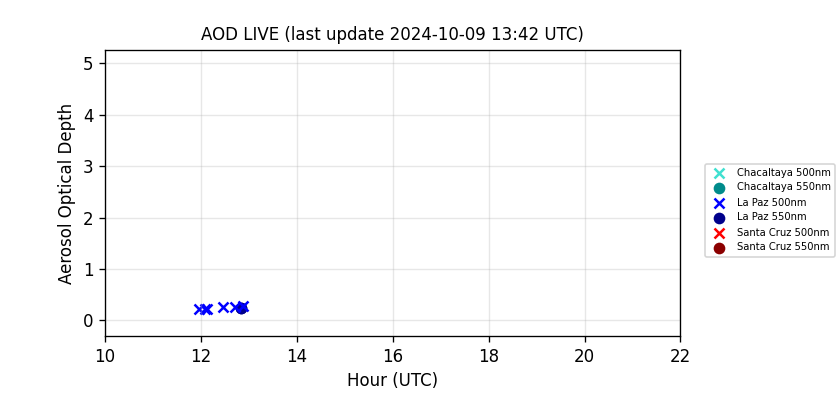 AOD LIVE (last update 2024-10-09 13:42 UTC)
Aerosol Optical Depth
5
4
3
2
1
0
10 12 14 16 18 20 22
Hour (UTC)
Chacaltaya 500nm
Chacaltaya 550nm
La Paz 500nm
La Paz 550nm
Santa Cruz 500nm
Santa Cruz 550nm